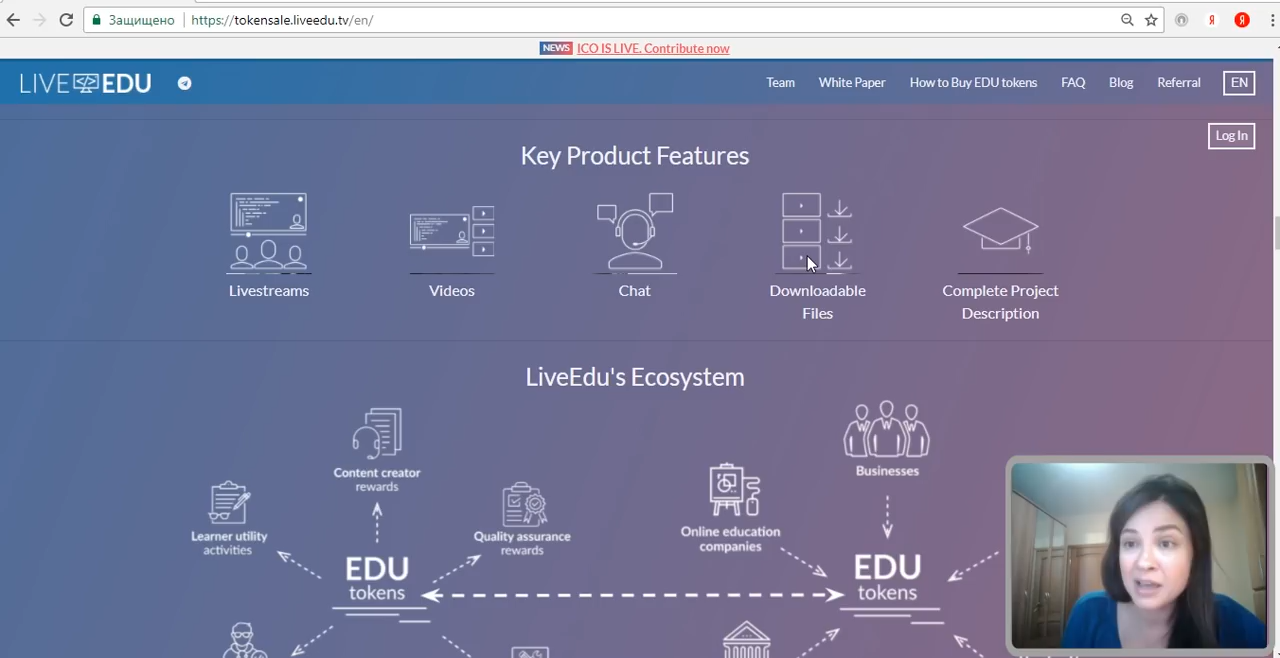 Защищено
https://tokensale.liveedu.tv/en/
NEWS ICO IS LIVE. Contribute now
LIVE EDU
Team
White Paper
How to Buy EDU tokens
FAQ
Blog
Referral
EN
Log In
Key Product Features
Livestreams
Videos
Chat
Downloadable
Files
Complete Project
Description
LiveEdu's Ecosystem
Content creator
rewards
Businesses
Learner utility
activities
Quality assurance
rewards
Online education
companies
EDU
tokens
EDU
tokens